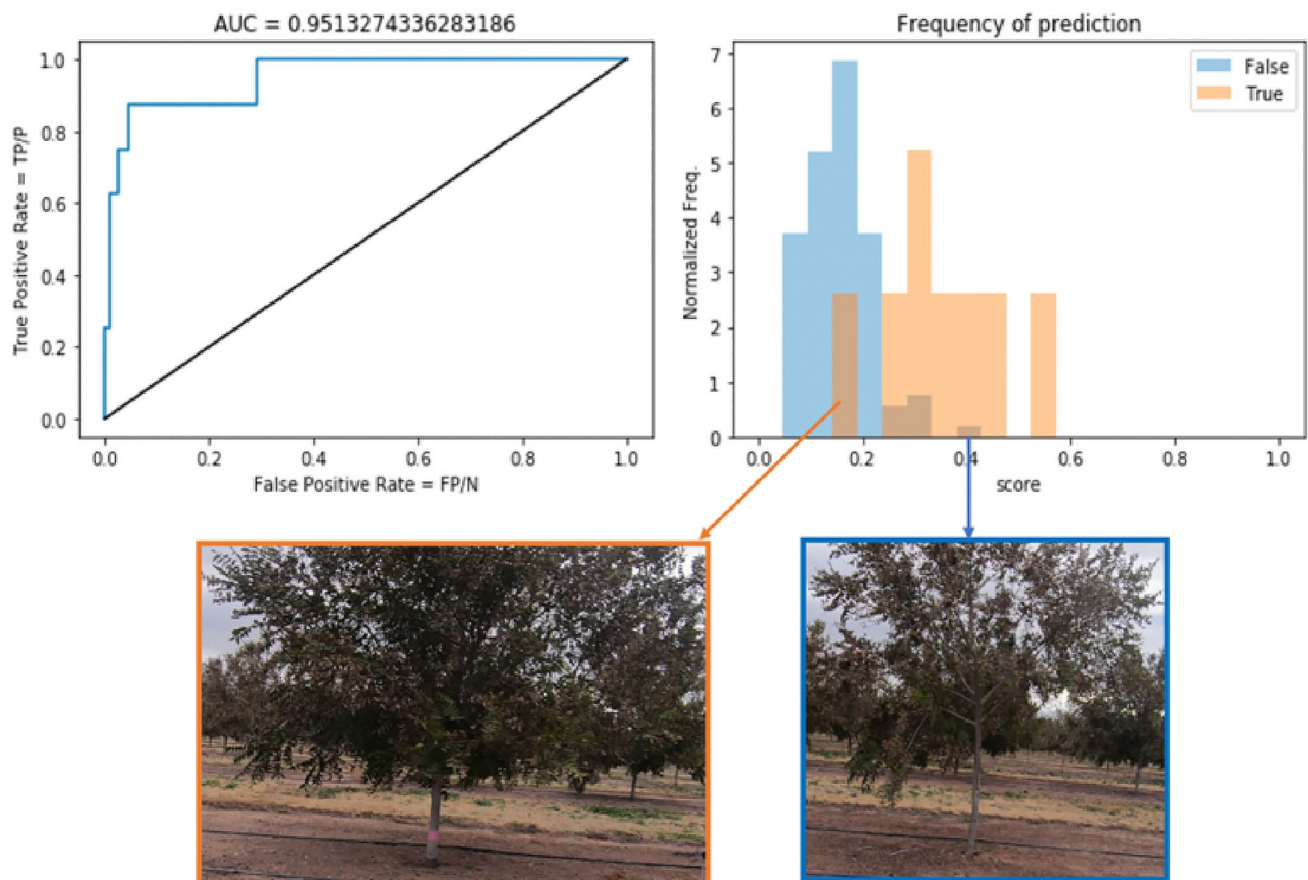 AUC = 0.9513274336283186
True Positive Rate = TP/P
1.0
0.8
0.6
0.4
0.2
0.0
0.0 0.2 0.4 0.6 0.8 1.0
False Positive Rate = FP/N
Frequency of prediction
Normalized Freq.
7
6
5
4
3
2
1
0
False
True
0.0 0.2 0.4 0.6 0.8 1.0
score